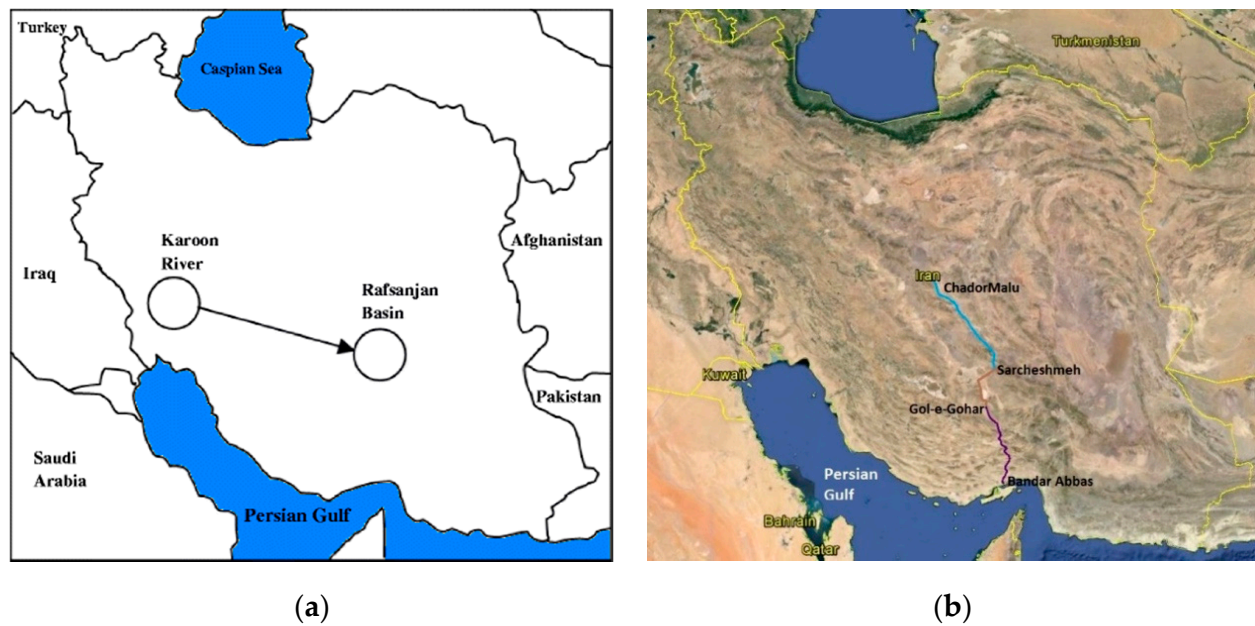 Turkey
Caspian Sea
Karoon
River
Iraq
Afghanistan
Rafsanjan
Basin
Pakistan
Saudi
Arabia
Persian Gulf
(a)
Turkmenistan
Iran
ChadorMalu
Kuwait
Sarcheshmeh
Gol-e-Gohar
Persian
Gulf
Bandar Abbas
Bahrain
Qatar
(b)